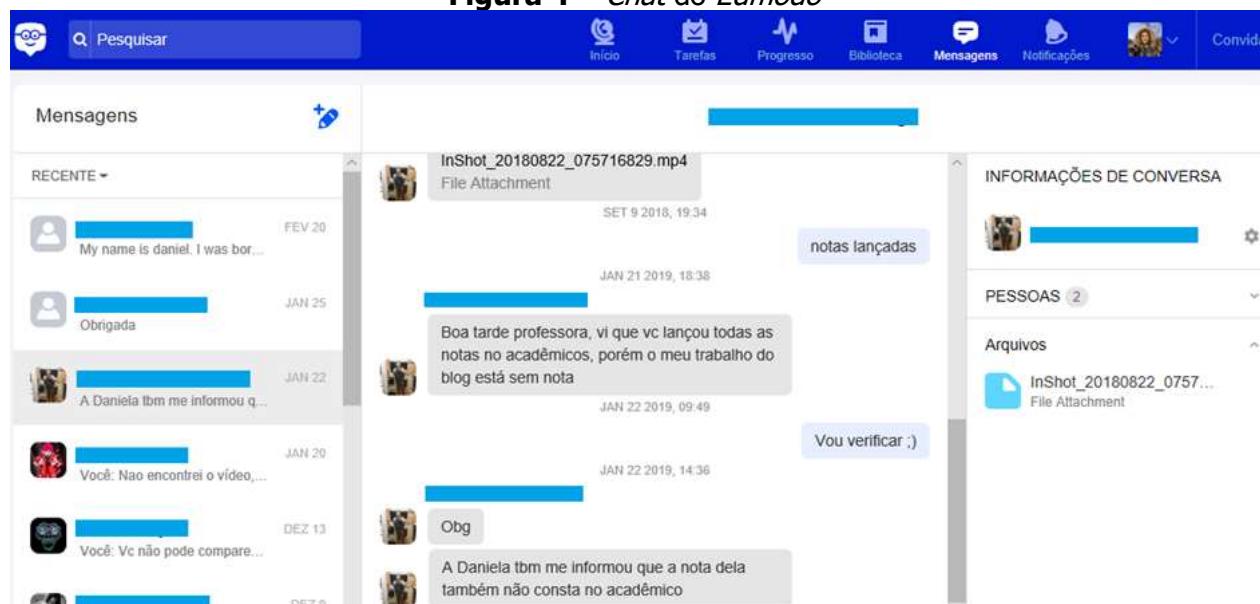 Figura 4 – Chat do Edmodo
Pesquisar
Início
Tarefas
Progresso
Biblioteca
Mensagens
Notificações
Mensagens
RECENTE
FEV 20
My name is daniel. I was bor...
JAN 25
Obrigada
JAN 22
A Daniela tbm me informou q...
JAN 20
Você: Nao encontrei o vídeo,...
DEZ 13
Você: Vc não pode compare...
InShot_20180822_075716829.mp4
File Attachment
SET 9 2018, 19:34
notas lançadas
JAN 21 2019, 18:38
Boa tarde professora, vi que vc lançou todas as
notas no acadêmicos, porém o meu trabalho do
blog está sem nota
JAN 22 2019, 09:49
Vou verificar ;)
JAN 22 2019, 14:36
Obg
A Daniela tbm me informou que a nota dela
também não consta no acadêmico
INFORMAÇÕES DE CONVERSA
PESSOAS 2
Arquivos
InShot_20180822_0757...
File Attachment